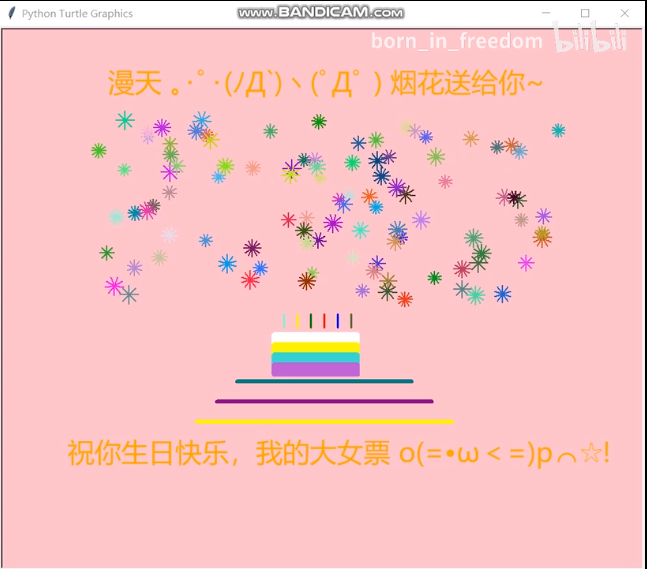 Python Turtle Graphics
www.BANDICAM.com
born_in_freedom bilibili
漫天 。･ﾟ･(ﾉД`)ヽ(ﾟДﾟ ) 烟花送给你~
祝你生日快乐，我的大女票 o(=•ω＜=)p⌒☆!